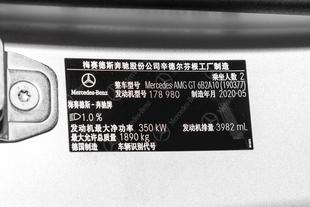 梅赛德斯奔驰股份公司辛德尔芬根工厂制造
乘坐人数 2
Mercedes-Benz
整车型号 Mercedes-AMG GT 6B2A10 (190377)
发动机型号 178 980 制造年月 2020-05
梅赛德斯-奔驰
1.0 %
发动机最大净功率 350 kW 发动机排量 3982 mL
最大允许总质量 1890 kg
德国制造 车辆识别代号